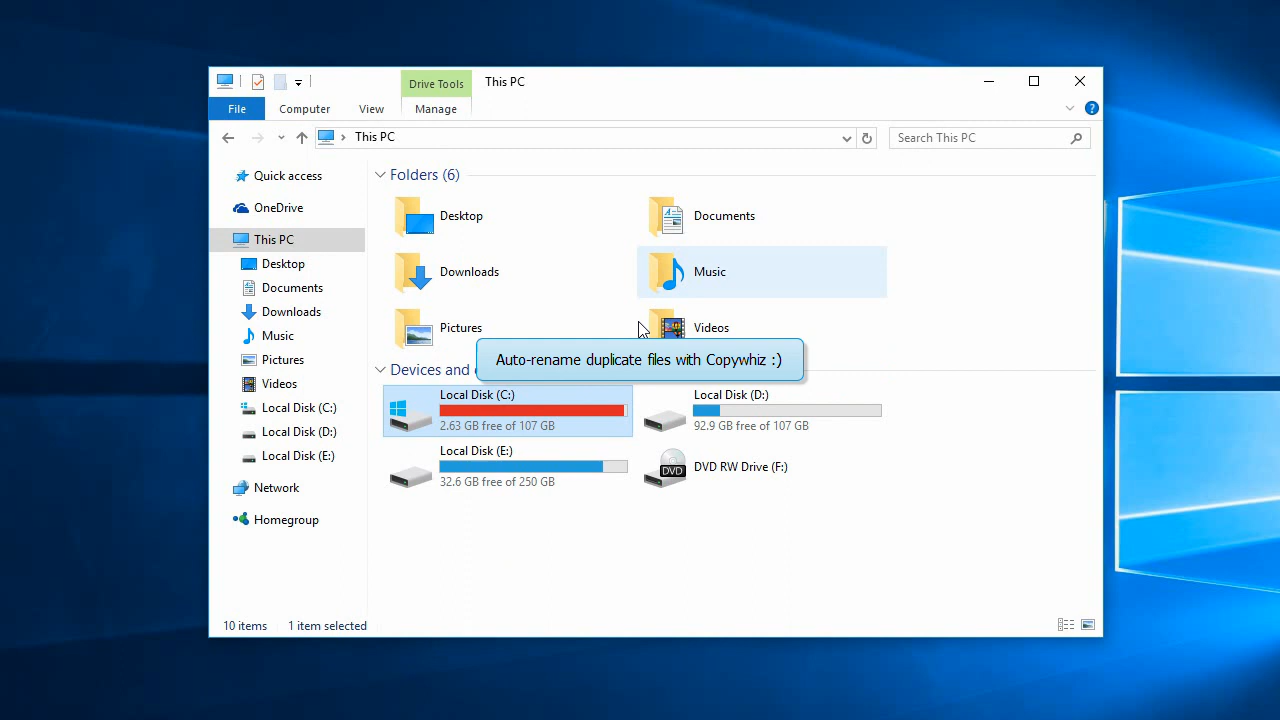 Drive Tools
This PC
File
Computer
View
Manage
?
This PC
Search This PC
Quick access
OneDrive
This PC
Desktop
Documents
Downloads
Music
Pictures
Videos
Local Disk (C:)
Local Disk (D:)
Local Disk (E:)
Network
Homegroup
Folders (6)
Desktop
Documents
Downloads
Music
Pictures
Videos
Auto-rename duplicate files with Copywhiz :)
Devices and
Local Disk (C:)
2.63 GB free of 107 GB
Local Disk (D:)
92.9 GB free of 107 GB
Local Disk (E:)
32.6 GB free of 250 GB
DVD
DVD RW Drive (F:)
10 items
1 item selected